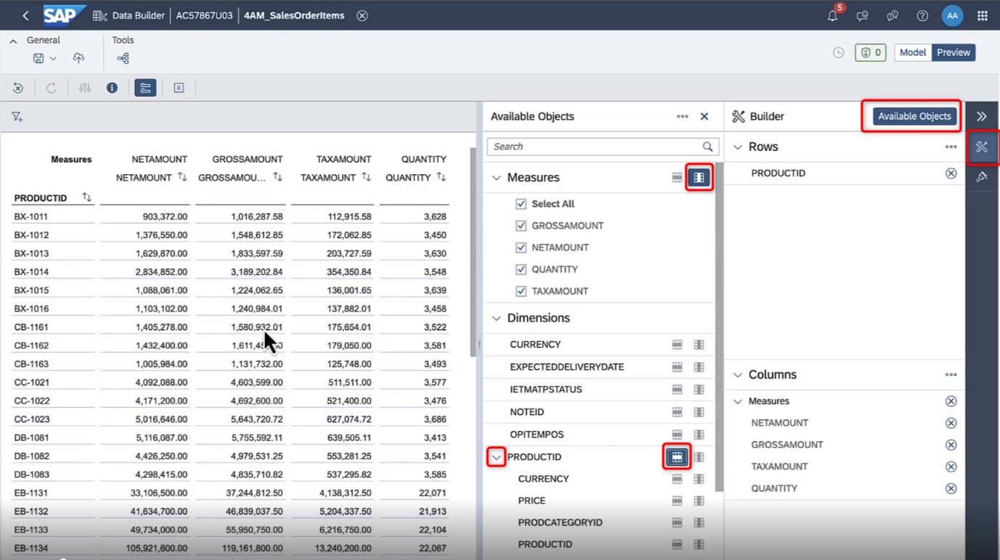 SAP Data Builder AC57867U03 4AM_SalesOrderItems 5 AA
General Tools
0 Model Preview
Available Objects
Search
Measures
Select All
GROSSAMOUNT
NETAMOUNT
QUANTITY
TAXAMOUNT
Dimensions
CURRENCY
EXPECTEDDELIVERYDATE
IETMATPSTATUS
NOTEID
OPITEMPOS
PRODUCTID
CURRENCY
PRICE
PRODCATEGORYID
PRODUCTID
Builder Available Objects
Rows
PRODUCTID
Columns
Measures
NETAMOUNT
GROSSAMOUNT
TAXAMOUNT
QUANTITY
Measures NETAMOUNT GROSSAMOUNT TAXAMOUNT QUANTITY
NETAMOUNT GROSSAMOU... TAXAMOUNT QUANTITY
PRODUCTID
BX-1011 903,372.00 1,016,287.58 112,915.58 3,628
BX-1012 1,376,550.00 1,548,612.85 172,062.85 3,450
BX-1013 1,629,870.00 1,833,597.59 203,727.59 3,630
BX-1014 2,834,852.00 3,189,202.84 354,350.84 3,548
BX-1015 1,088,061.00 1,224,062.65 136,001.65 3,639
BX-1016 1,103,102.00 1,240,984.01 137,882.01 3,458
CB-1161 1,405,278.00 1,580,932.01 175,654.01 3,522
CB-1162 1,432,400.00 179,050.00 3,581
CB-1163 1,005,984.00 1,131,732.00 125,748.00 3,493
CC-1021 4,092,088.00 4,603,599.00 511,511.00 3,577
CC-1022 4,171,200.00 4,692,600.00 521,400.00 3,476
CC-1023 5,016,646.00 5,643,720.72 627,074.72 3,686
DB-1081 5,116,087.00 5,755,592.11 639,505.11 3,413
DB-1082 4,426,250.00 4,979,531.25 553,281.25 3,541
DB-1083 4,298,415.00 4,835,710.82 537,295.82 3,585
EB-1131 33,106,500.00 37,244,812.50 4,138,312.50 22,071
EB-1132 41,634,700.00 46,839,037.50 5,204,337.50 21,913
EB-1133 49,734,000.00 55,950,750.00 6,216,750.00 22,104
EB-1134 105,921,600.00 119,161,800.00 13,240,200.00 22,067